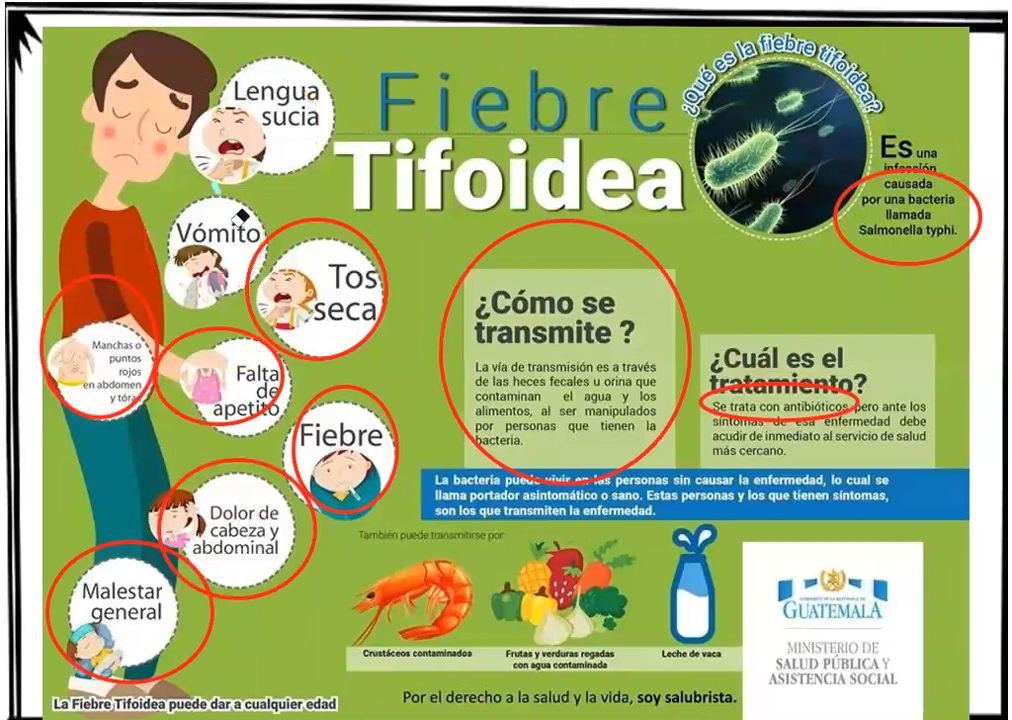 Fiebre
Tifoidea
¿Qué es la fiebre tifoidea?
Es una
infección
causada
por una bacteria
llamada
Salmonella typhi.
Lengua
sucia
Vómito
Tos
seca
Manchas o
puntos
rojos
en abdomen
y tórax
Falta
de
apetito
Fiebre
Dolor de
cabeza y
abdominal
Malestar
general
La Fiebre Tifoidea puede dar a cualquier edad
¿Cómo se
transmite ?
La vía de transmisión es a través
de las heces fecales u orina que
contaminan el agua y los
alimentos, al ser manipulados
por personas que tienen la
bacteria.
¿Cuál es el
tratamiento?
Se trata con antibióticos, pero ante los
síntomas de esa enfermedad debe
acudir de inmediato al servicio de salud
más cercano.
La bacteria puede vivir en las personas sin causar la enfermedad, lo cual se
llama portador asintomático o sano. Estas personas y los que tienen síntomas,
son los que transmiten la enfermedad.
También puede transmitirse por:
Crustáceos contaminados
Frutas y verduras regadas
con agua contaminada
Leche de vaca
Por el derecho a la salud y la vida, soy salubrista.
GOBIERNO DE LA REPÚBLICA DE
GUATEMALA
MINISTERIO DE
SALUD PÚBLICA Y
ASISTENCIA SOCIAL